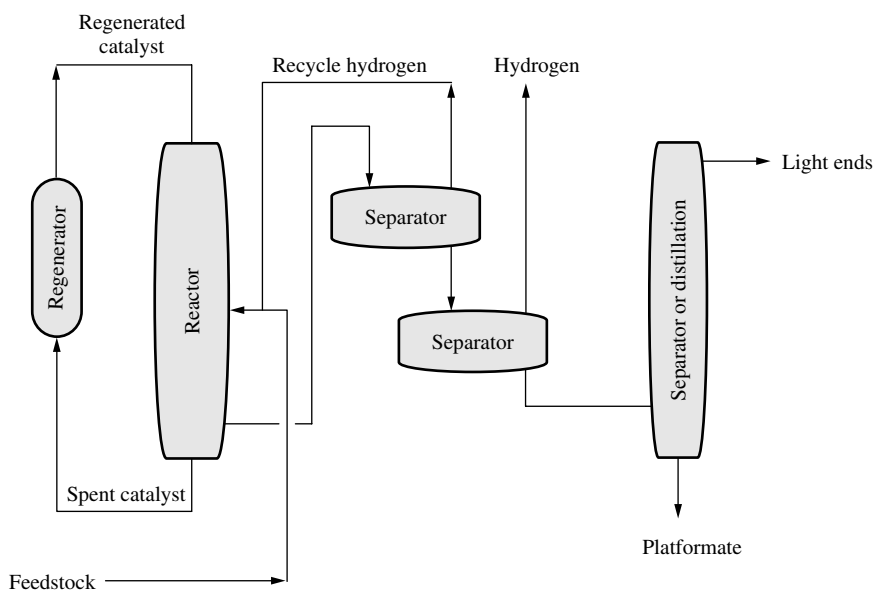 Regenerated
catalyst
Recycle hydrogen
Hydrogen
Light ends
Separator
Regenerator
Reactor
Separator or distillation
Separator
Spent catalyst
Platformate
Feedstock